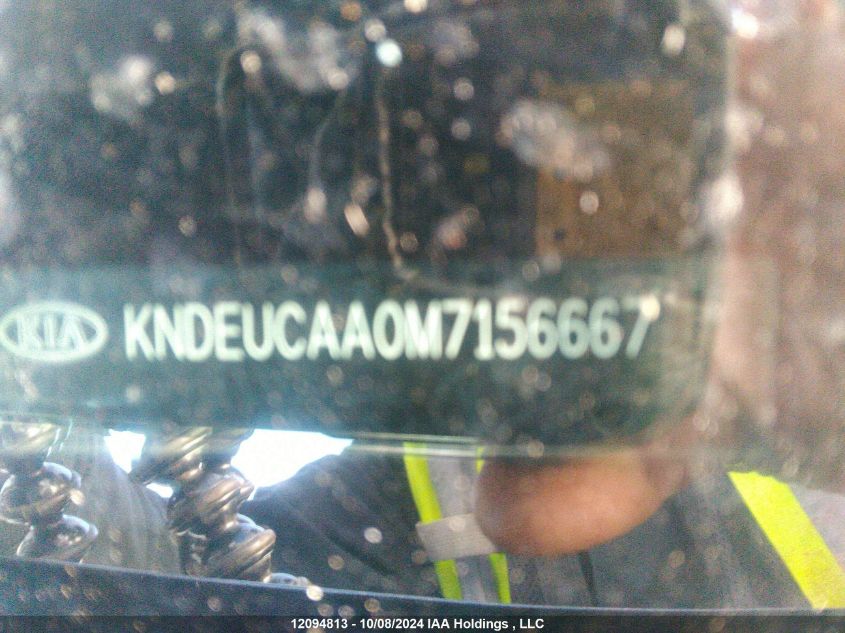 KIA KNDEUCAA0M7156667
12094813 - 10/08/2024 IAA Holdings , LLC